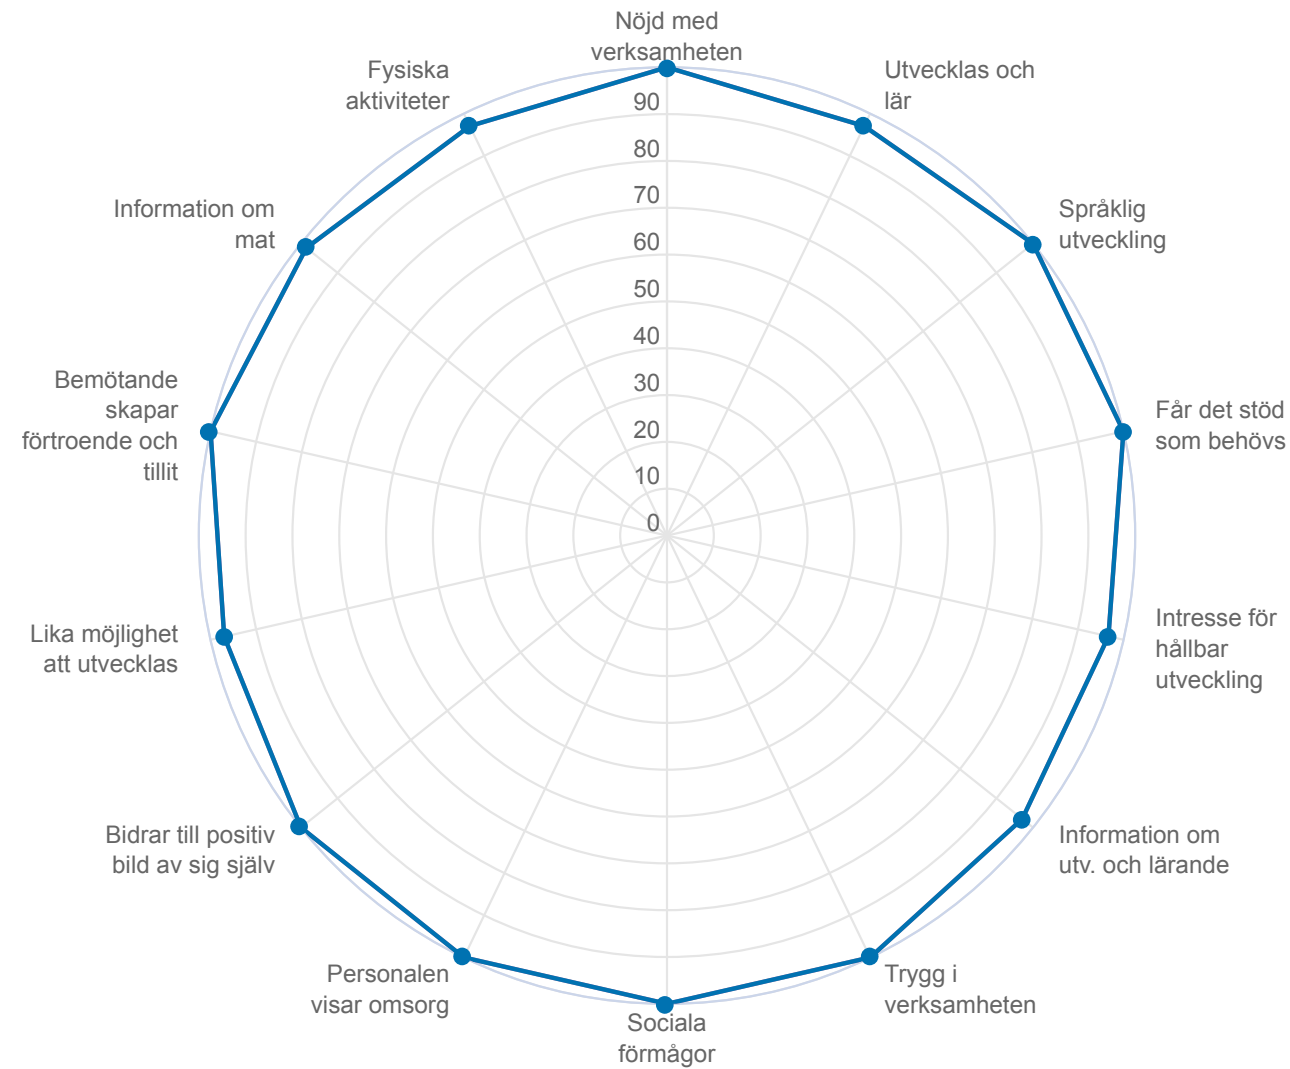 Nöjd med
verksamheten
Utvecklas och
lär
Språklig
utveckling
Får det stöd
som behövs
Intresse för
hållbar
utveckling
Information om
utv. och lärande
Trygg i
verksamheten
Sociala
förmågor
Personalen
visar omsorg
Bidrar till positiv
bild av sig själv
Lika möjlighet
att utvecklas
Bemötande
skapar
förtroende och
tillit
Information om
mat
Fysiska
aktiviteter
90
80
70
60
50
40
30
20
10
0